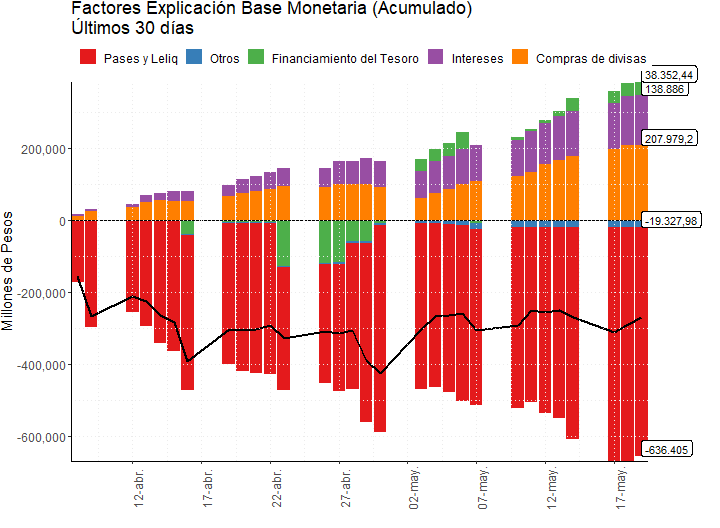 Factores Explicación Base Monetaria (Acumulado)
Últimos 30 días
Pases y Leliq
Otros
Financiamiento del Tesoro
Intereses
Compras de divisas
Millones de Pesos
200,000
0
-200,000
-400,000
-600,000
38.352,44
138.886
207.979,2
-19.327,98
-636.405
12-abr.
17-abr.
22-abr.
27-abr.
02-may.
07-may.
12-may.
17-may.